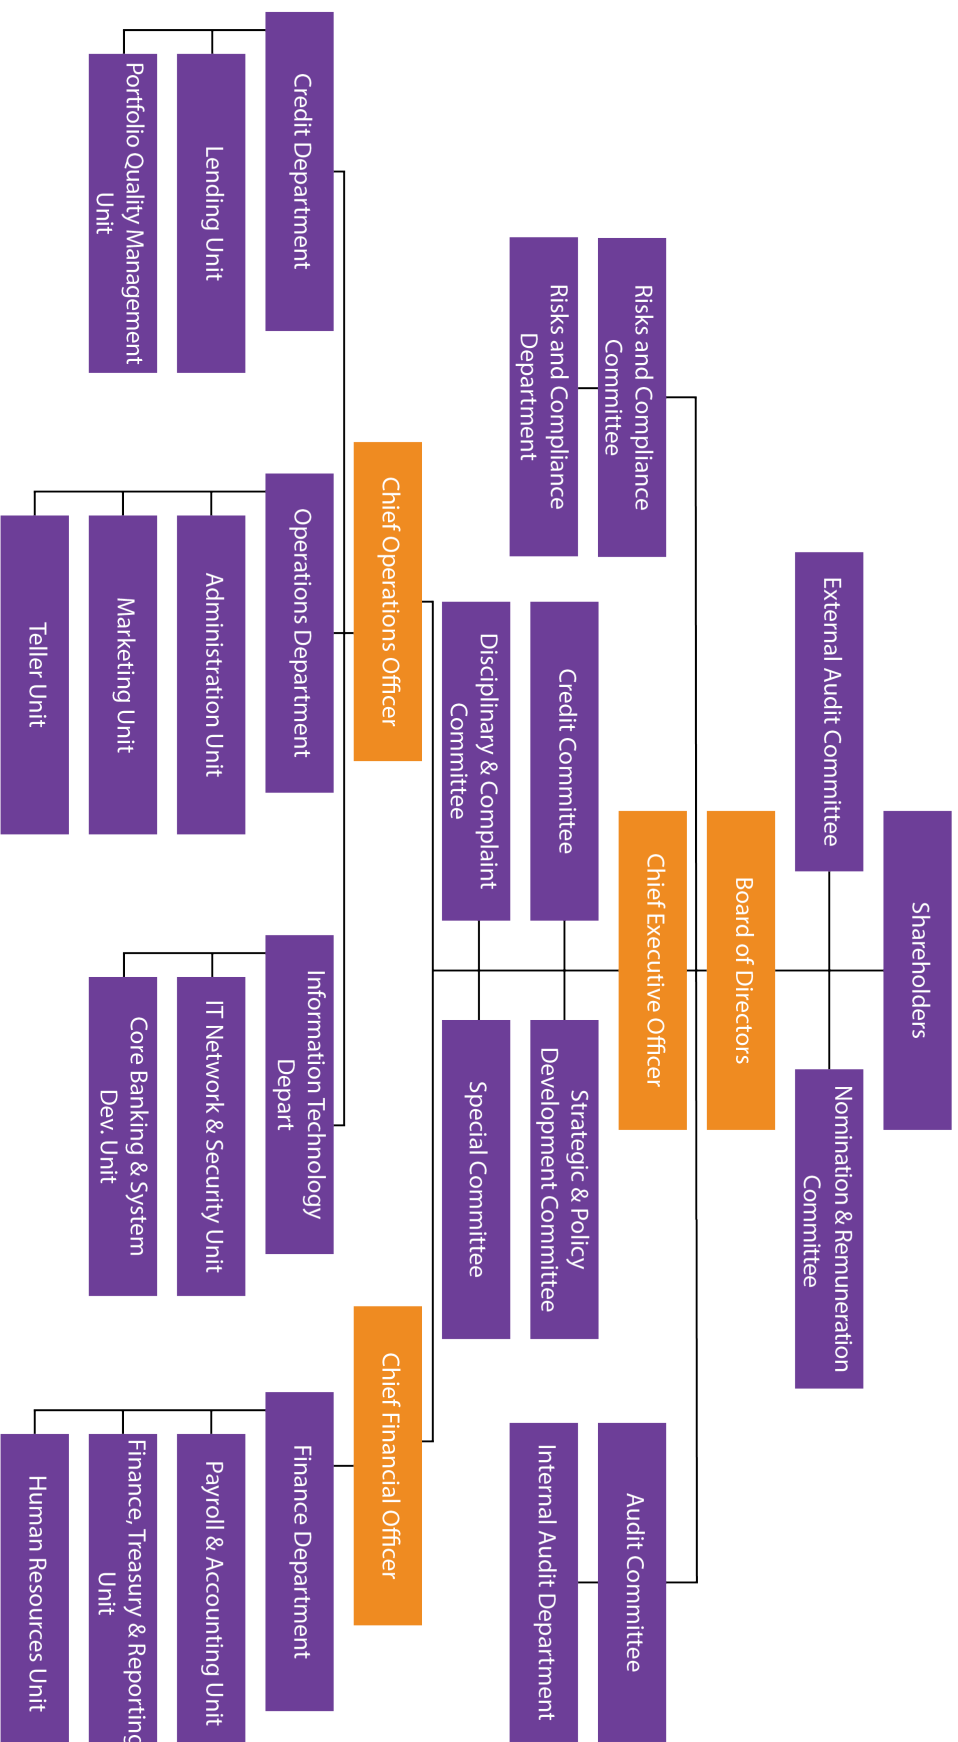 Shareholders
External Audit Committee
Nomination & Remuneration
Committee
Board of Directors
Chief Executive Officer
Risks and Compliance
Committee
Audit Committee
Risks and Compliance
Department
Internal Audit Department
Credit Committee
Strategic & Policy
Development Committee
Disciplinary & Complaint
Committee
Special Committee
Chief Operations Officer
Chief Financial Officer
Credit Department
Operations Department
Information Technology
Depart
Finance Department
Lending Unit
Administration Unit
IT Network & Security Unit
Payroll & Accounting Unit
Portfolio Quality Management
Unit
Marketing Unit
Core Banking & System
Dev. Unit
Finance, Treasury & Reporting
Unit
Teller Unit
Human Resources Unit